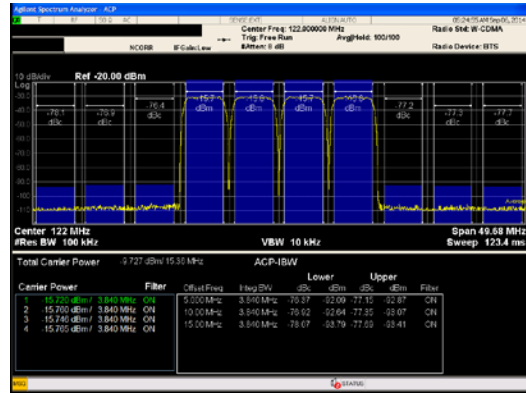 Agilent Spectrum Analyzer - ACP
SENSE:EXT ALIGN AUTO 05:24:55 AM Sep 06, 2014
Center Freq: 122.000000 MHz Radio Std: W-CDMA
Trig: Free Run Avg|Hold: 100/100
NCORR IFGain:Low #Atten: 8 dB Radio Device: BTS
10 dB/div Ref -20.00 dBm
Log
-78.1 dBc
-76.9 dBc
-76.4 dBc
-15.7 dBm
-15.8 dBm
-15.7 dBm
dBm
-77.2 dBc
-77.3 dBc
-77.7 dBc
Center 122 MHz Span 49.68 MHz
#Res BW 100 kHz VBW 10 kHz Sweep 123.4 ms
Total Carrier Power -9.727 dBm/ 15.36 MHz ACP-IBW
Lower Upper
Carrier Power Filter Offset Freq Integ BW dBc dBm dBc dBm Filter
1 -15.720 dBm / 3.840 MHz ON 5.000 MHz 3.840 MHz -76.37 -92.09 -77.15 -92.87 ON
2 -15.760 dBm / 3.840 MHz ON 10.00 MHz 3.840 MHz -76.92 -92.64 -77.35 -93.07 ON
3 -15.746 dBm / 3.840 MHz ON 15.00 MHz 3.840 MHz -78.07 -93.79 -77.69 -93.41 ON
4 -15.765 dBm / 3.840 MHz ON
MSG STATUS